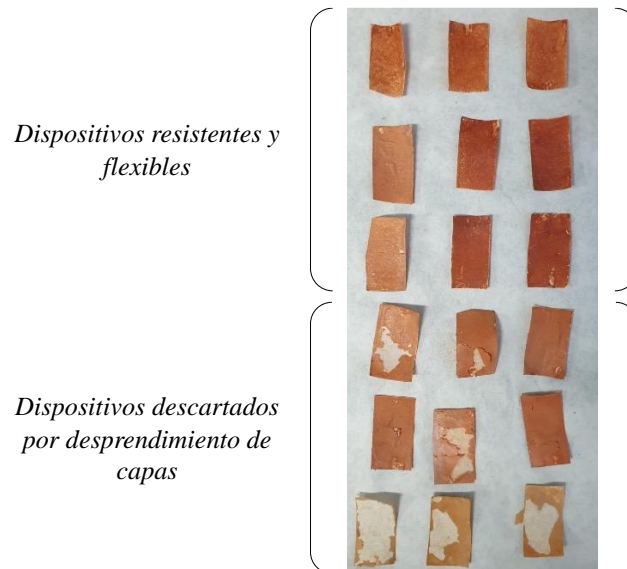 Dispositivos resistentes y
flexibles
Dispositivos descartados
por desprendimiento de
capas